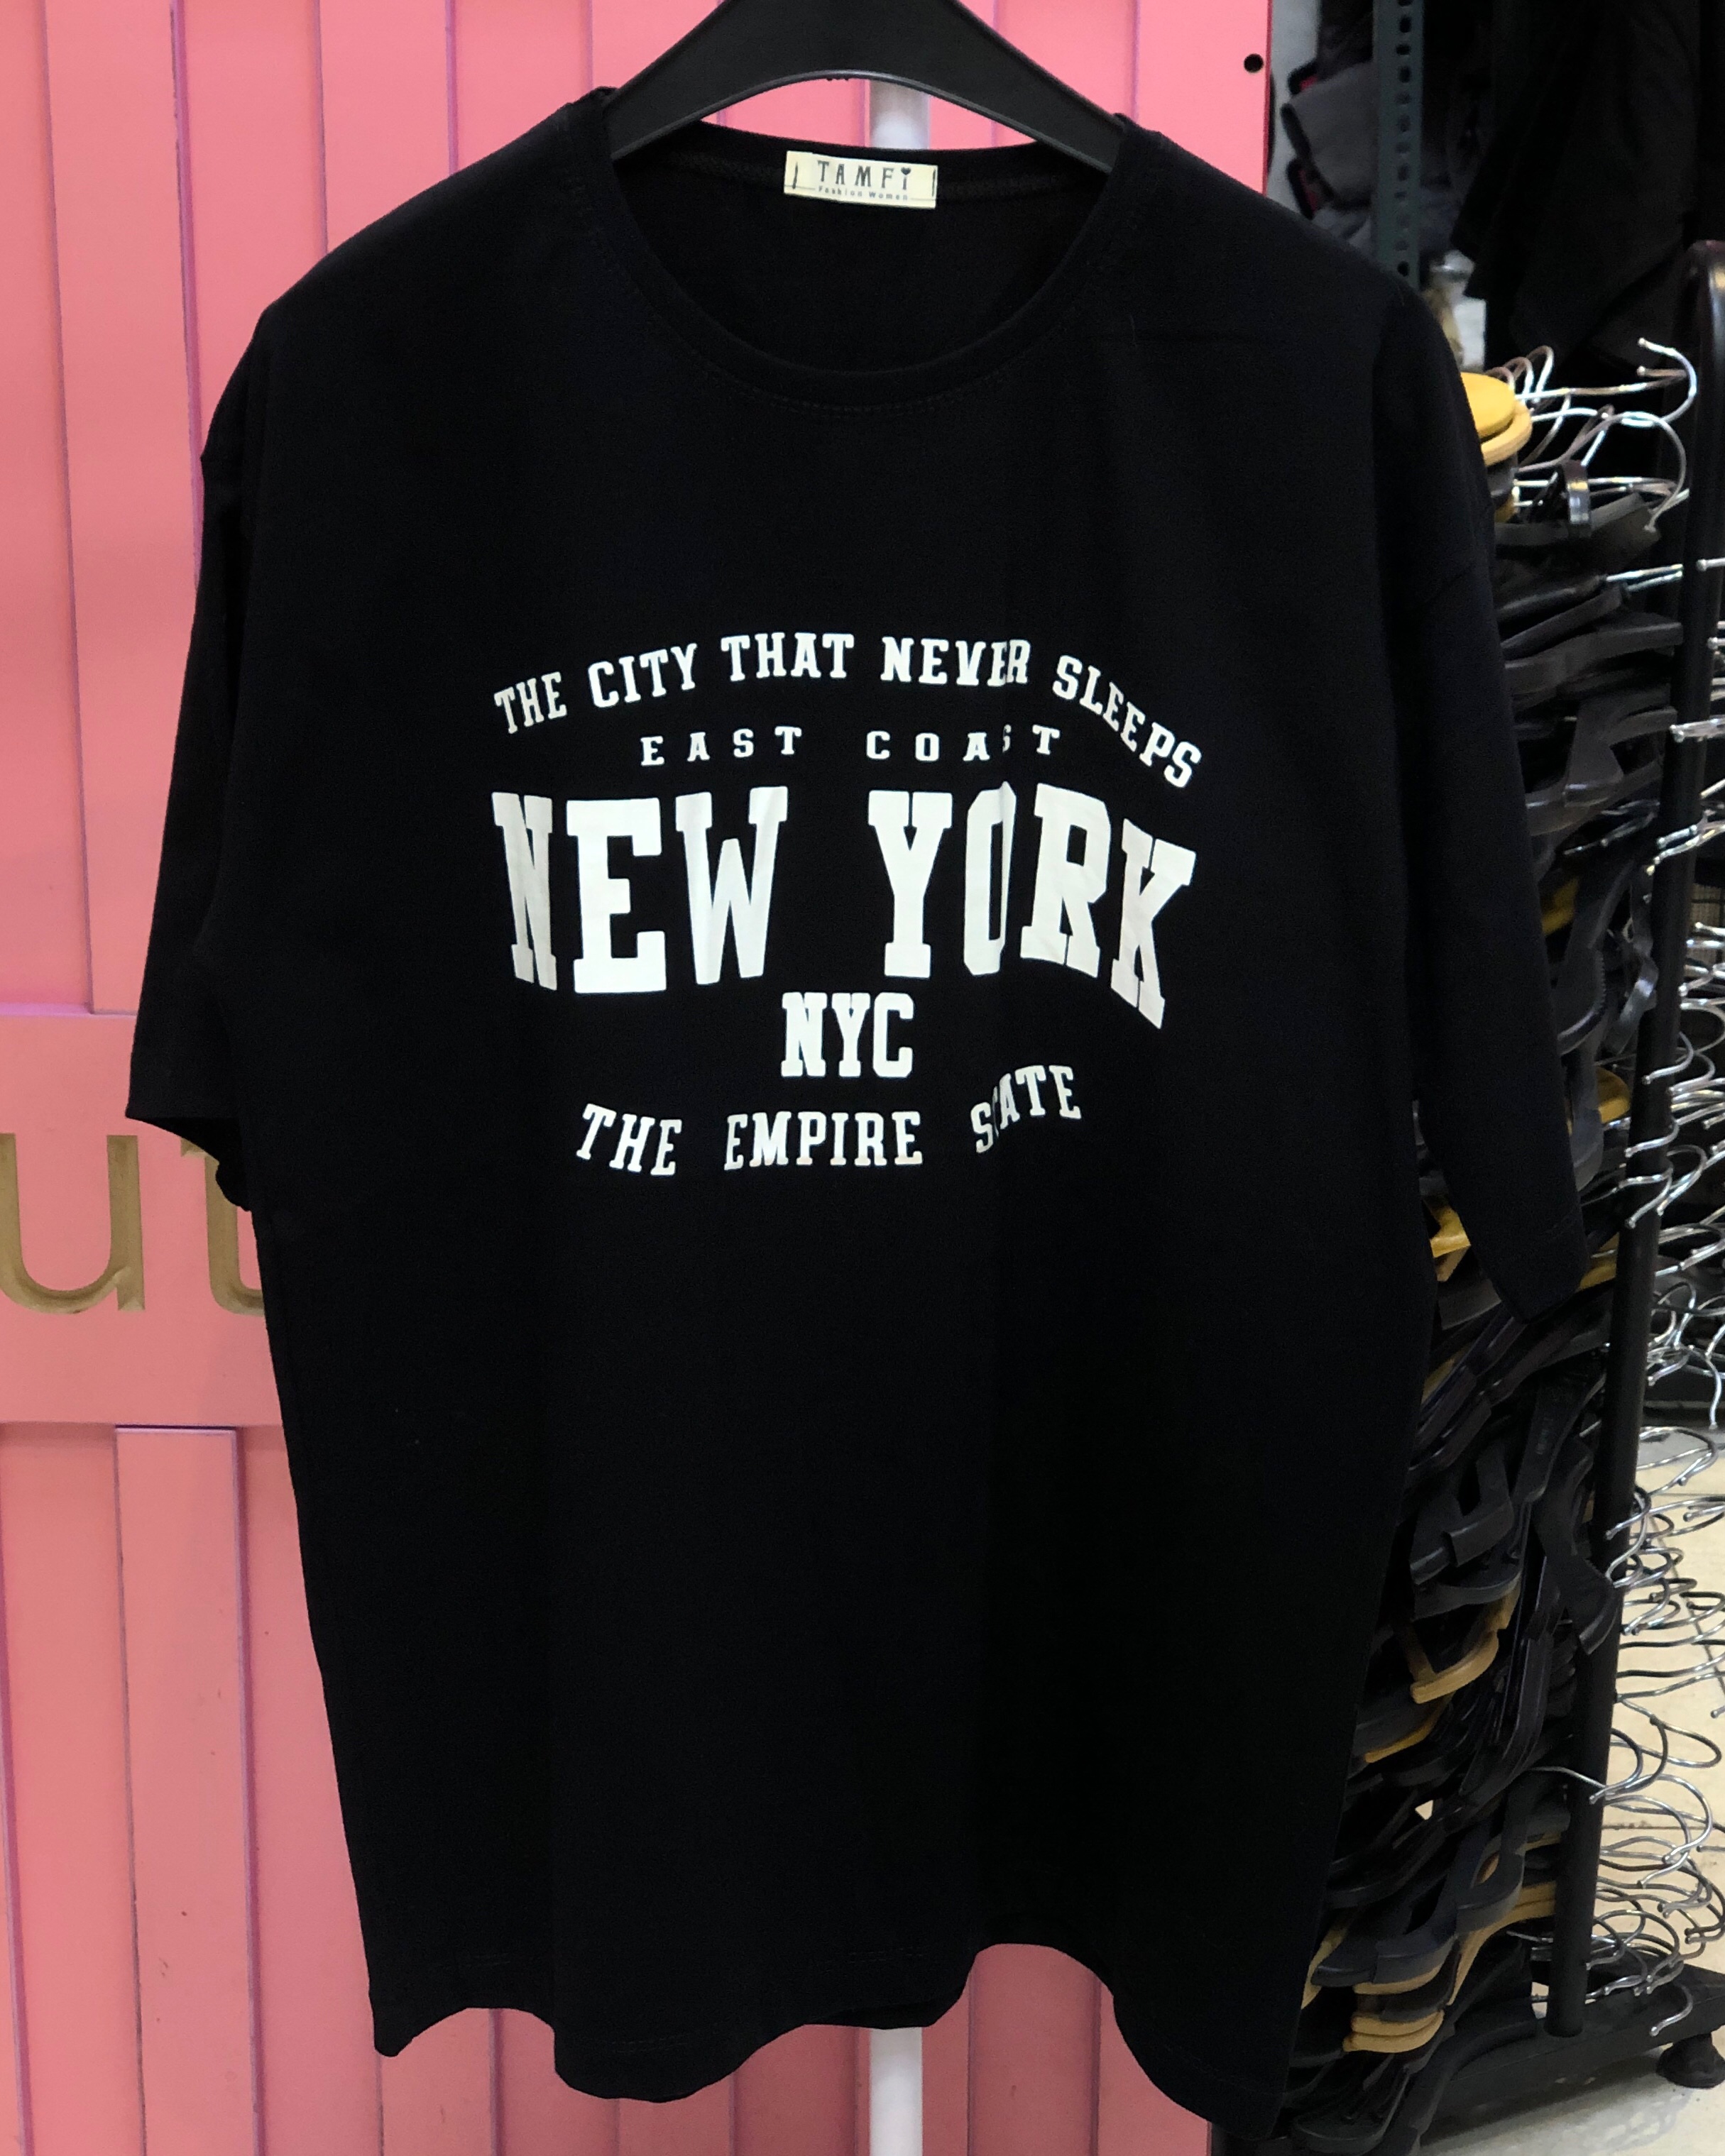 TAMFI
Fashion Women
THE CITY THAT NEVER SLEEPS
EAST COAST
NEW YORK
NYC
THE EMPIRE STATE